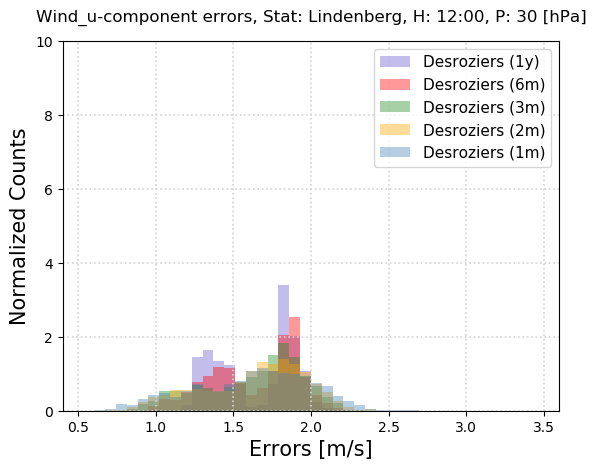 Wind_u-component errors, Stat: Lindenberg, H: 12:00, P: 30 [hPa]
10
8
6
4
2
0
Normalized Counts
Desroziers (1y)
Desroziers (6m)
Desroziers (3m)
Desroziers (2m)
Desroziers (1m)
0.5 1.0 1.5 2.0 2.5 3.0 3.5
Errors [m/s]